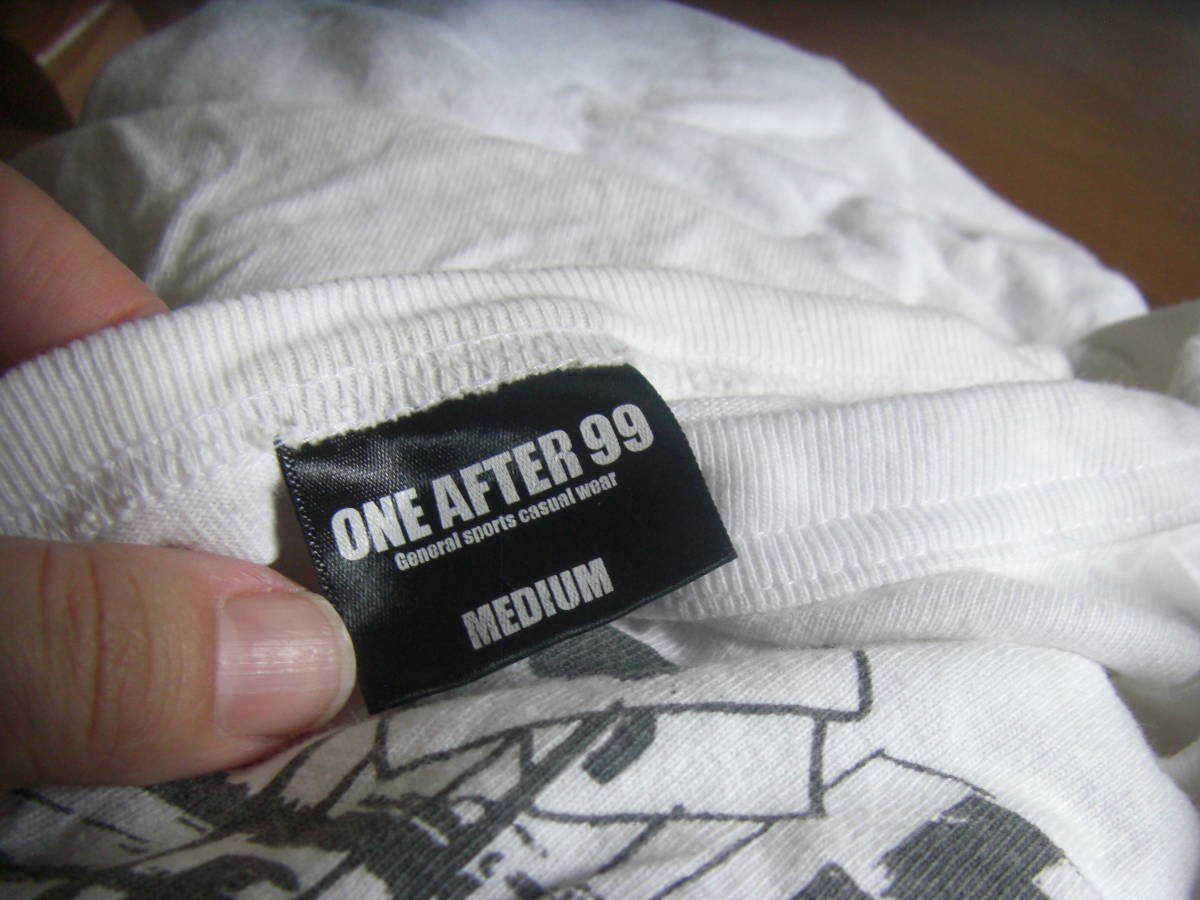 ONE AFTER 99
General sports casual wear
MEDIUM